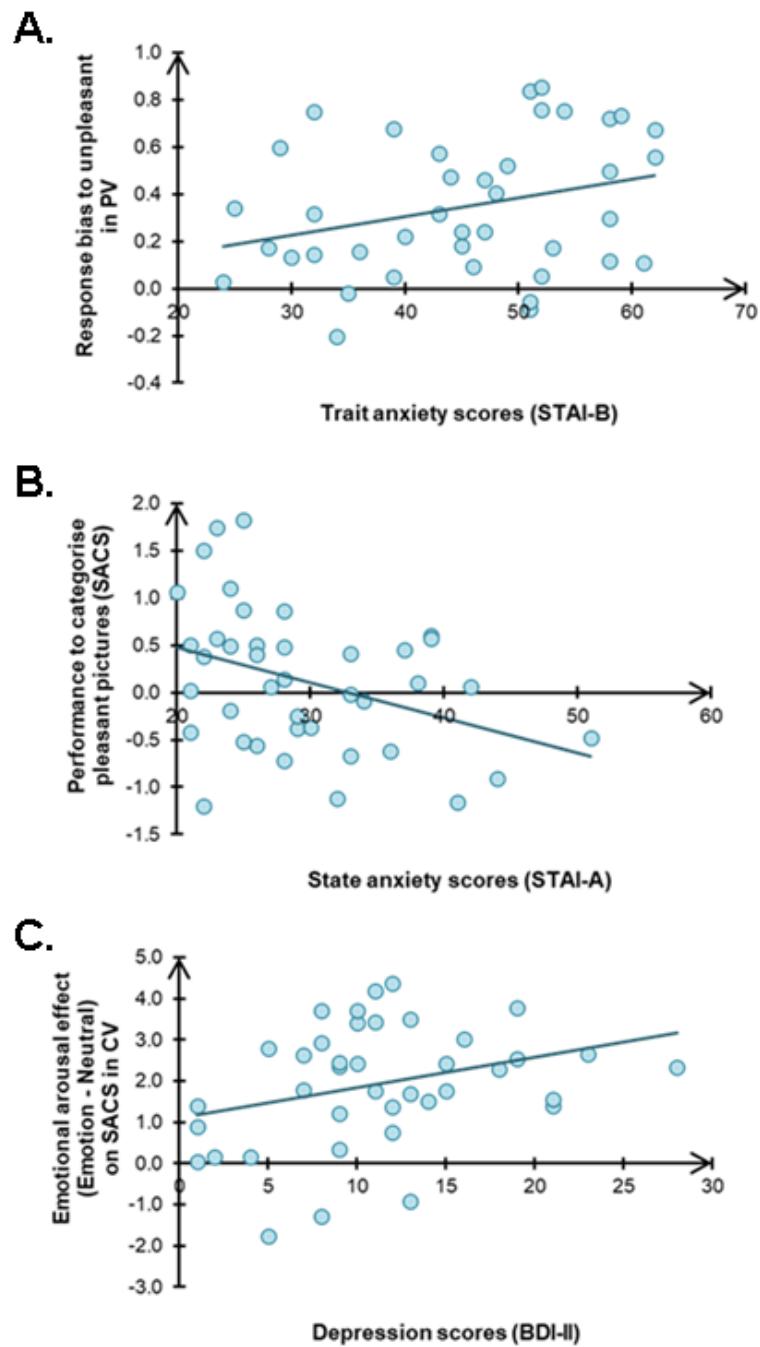 A.
Response bias to unpleasant
in PV
1.0
0.8
0.6
0.4
0.2
0.0
-0.2
-0.4
20 30 40 50 60 70
Trait anxiety scores (STAI-B)
B.
Performance to categorise
pleasant pictures (SACS)
2.0
1.5
1.0
0.5
0.0
-0.5
-1.0
-1.5
20 30 40 50 60
State anxiety scores (STAI-A)
C.
Emotional arousal effect
(Emotion - Neutral)
on SACS in CV
5.0
4.0
3.0
2.0
1.0
0.0
-1.0
-2.0
-3.0
0 5 10 15 20 25 30
Depression scores (BDI-II)